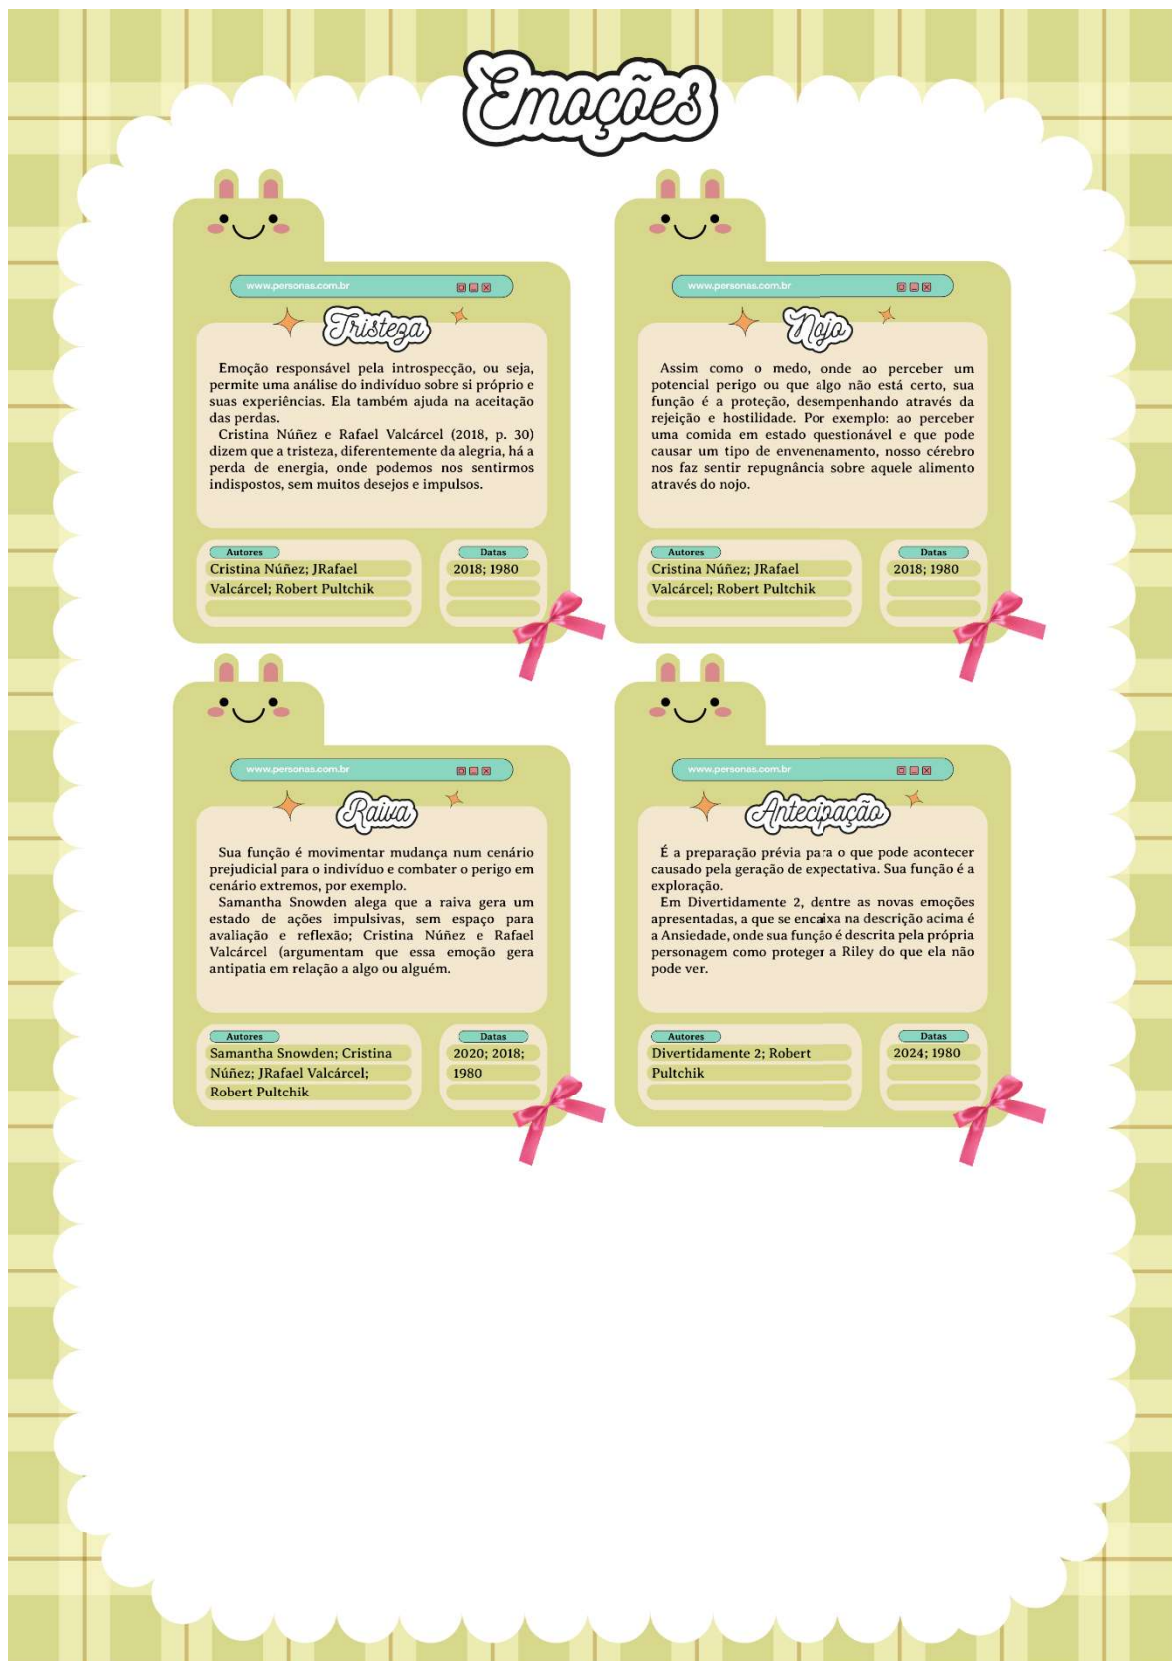 Emoções
www.personas.com.br
Tristeza
Emoção responsável pela introspecção, ou seja,
permite uma análise do indivíduo sobre si próprio e
suas experiências. Ela também ajuda na aceitação
das perdas.
Cristina Núñez e Rafael Valcárcel (2018, p. 30)
dizem que a tristeza, diferentemente da alegria, há a
perda de energia, onde podemos nos sentirmos
indispostos, sem muitos desejos e impulsos.
Autores
Cristina Núñez; JRafael
Valcárcel; Robert Pultchik
Datas
2018; 1980
www.personas.com.br
Nojo
Assim como o medo, onde ao perceber um
potencial perigo ou que algo não está certo, sua
função é a proteção, desempenhando através da
rejeição e hostilidade. Por exemplo: ao perceber
uma comida em estado questionável e que pode
causar um tipo de envenenamento, nosso cérebro
nos faz sentir repugnância sobre aquele alimento
através do nojo.
Autores
Cristina Núñez; JRafael
Valcárcel; Robert Pultchik
Datas
2018; 1980
www.personas.com.br
Raiva
Sua função é movimentar mudança num cenário
prejudicial para o indivíduo e combater o perigo em
cenário extremos, por exemplo.
Samantha Snowden alega que a raiva gera um
estado de ações impulsivas, sem espaço para
avaliação e reflexão; Cristina Núñez e Rafael
Valcárcel (argumentam que essa emoção gera
antipatia em relação a algo ou alguém.
Autores
Samantha Snowden; Cristina
Núñez; JRafael Valcárcel;
Robert Pultchik
Datas
2020; 2018;
1980
www.personas.com.br
Antecipação
É a preparação prévia para o que pode acontecer
causado pela geração de expectativa. Sua função é a
exploração.
Em Divertidamente 2, dentre as novas emoções
apresentadas, a que se encaixa na descrição acima é
a Ansiedade, onde sua função é descrita pela própria
personagem como proteger a Riley do que ela não
pode ver.
Autores
Divertidamente 2; Robert
Pultchik
Datas
2024; 1980